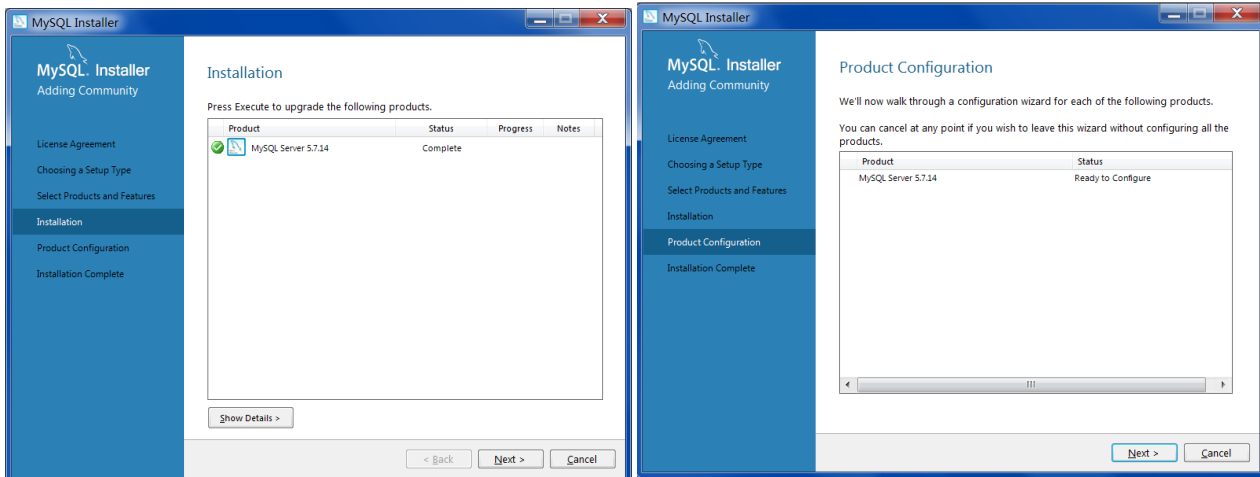 MySQL Installer
MySQL. Installer
Adding Community
License Agreement
Choosing a Setup Type
Select Products and Features
Installation
Product Configuration
Installation Complete
Installation
Press Execute to upgrade the following products.
Product Status Progress Notes
MySQL Server 5.7.14 Complete
Show Details >
< Back Next > Cancel
MySQL Installer
MySQL. Installer
Adding Community
License Agreement
Choosing a Setup Type
Select Products and Features
Installation
Product Configuration
Installation Complete
Product Configuration
We'll now walk through a configuration wizard for each of the following products.
You can cancel at any point if you wish to leave this wizard without configuring all the
products.
Product Status
MySQL Server 5.7.14 Ready to Configure
Next > Cancel